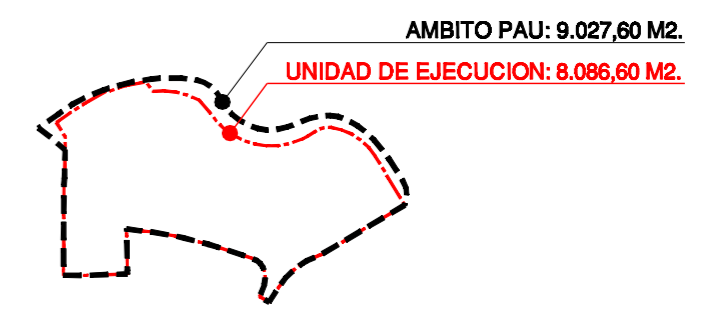 AMBITO PAU: 9.027,60 M2.
UNIDAD DE EJECUCION: 8.086,60 M2.